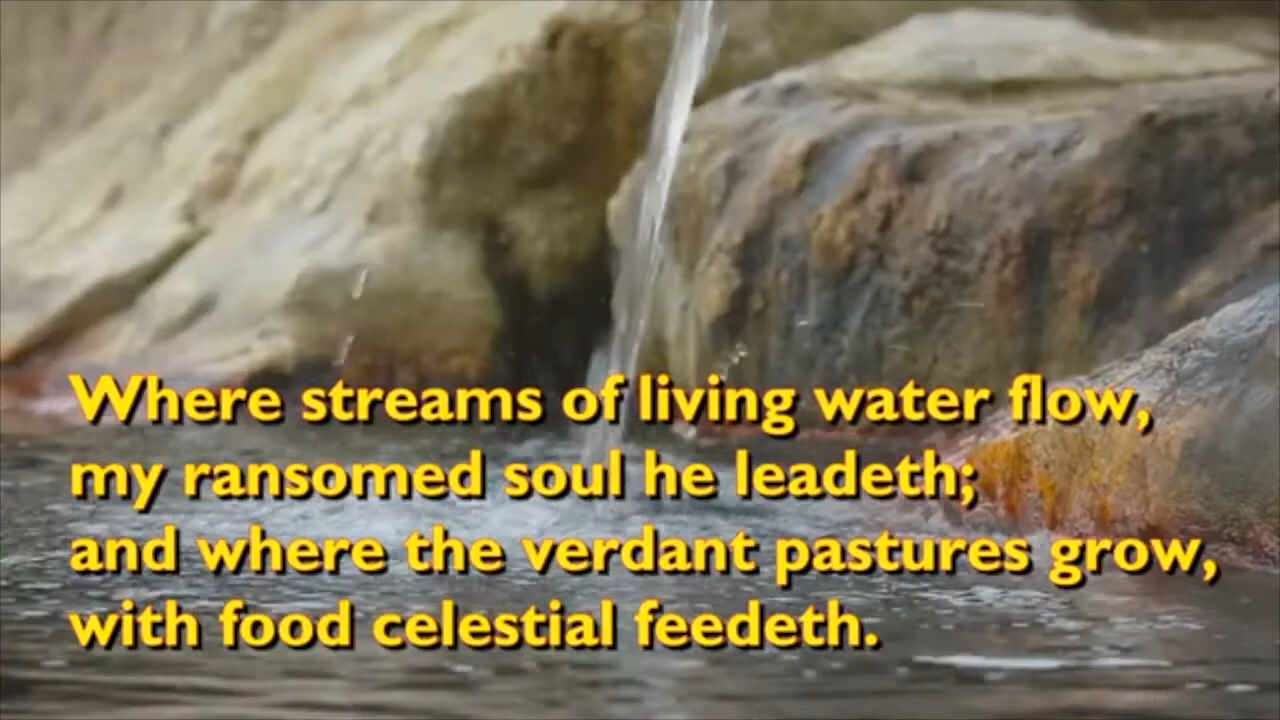 Where streams of living water flow,
my ransomed soul he leadeth;
and where the verdant pastures grow,
with food celestial feedeth.